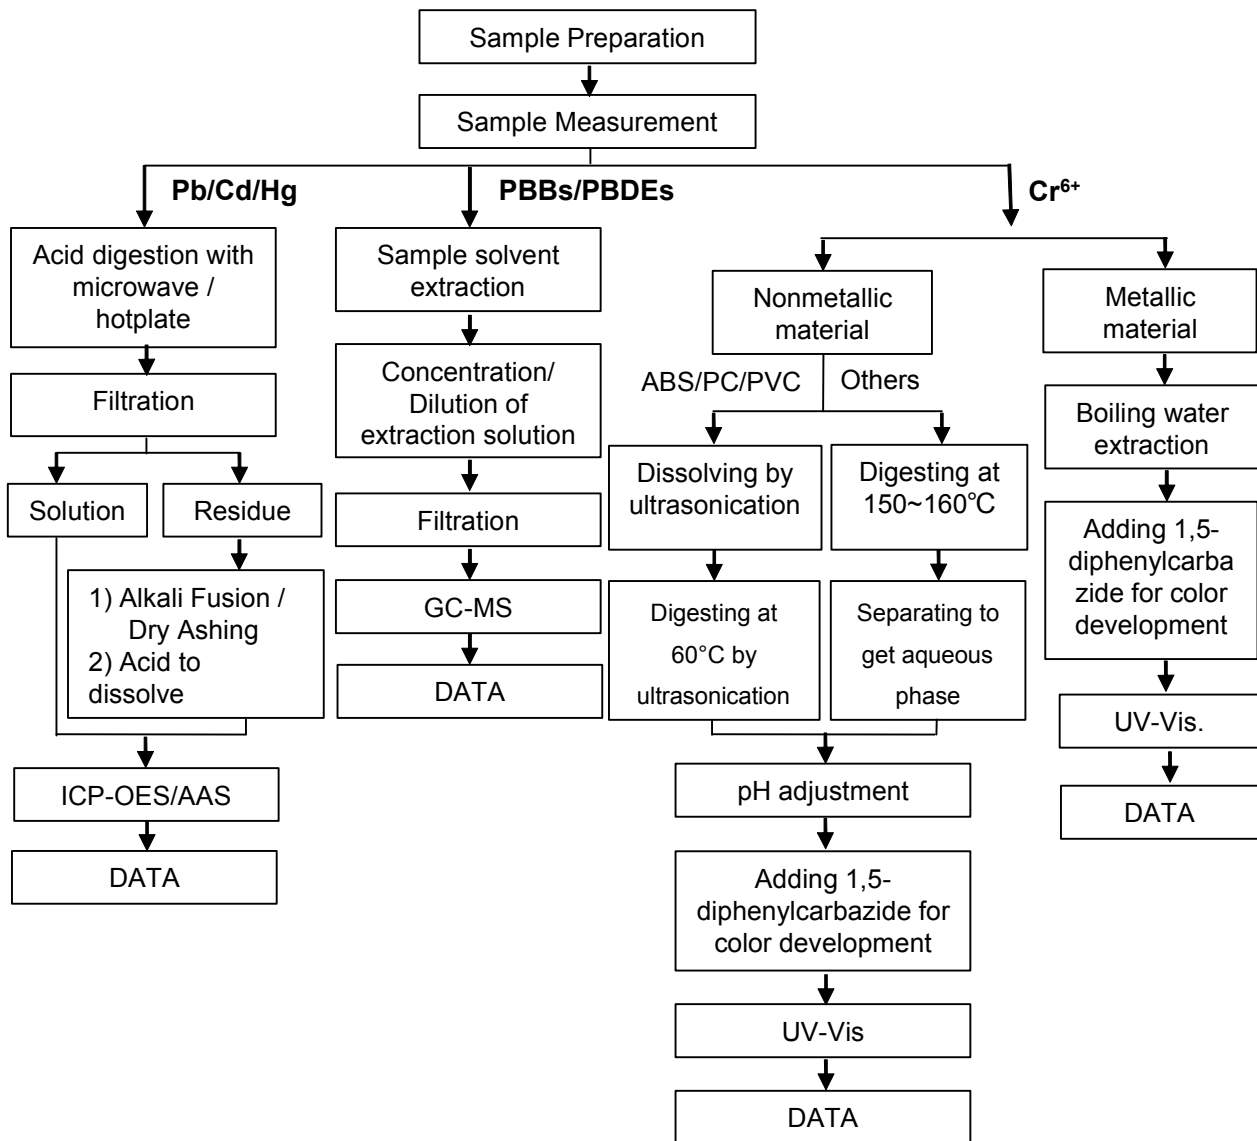 Sample Preparation
Sample Measurement
Pb/Cd/Hg
PBBs/PBDEs
Cr⁶⁺
Acid digestion with
microwave /
hotplate
Filtration
Solution
Residue
1) Alkali Fusion /
Dry Ashing
2) Acid to
dissolve
ICP-OES/AAS
DATA
Sample solvent
extraction
Concentration/
Dilution of
extraction solution
Filtration
GC-MS
DATA
Nonmetallic
material
ABS/PC/PVC
Others
Dissolving by
ultrasonication
Digesting at
60°C by
ultrasonication
Digesting at
150~160℃
Separating to
get aqueous
phase
pH adjustment
Adding 1,5-
diphenylcarbazide for
color development
UV-Vis
DATA
Metallic
material
Boiling water
extraction
Adding 1,5-
diphenylcarba
zide for color
development
UV-Vis.
DATA